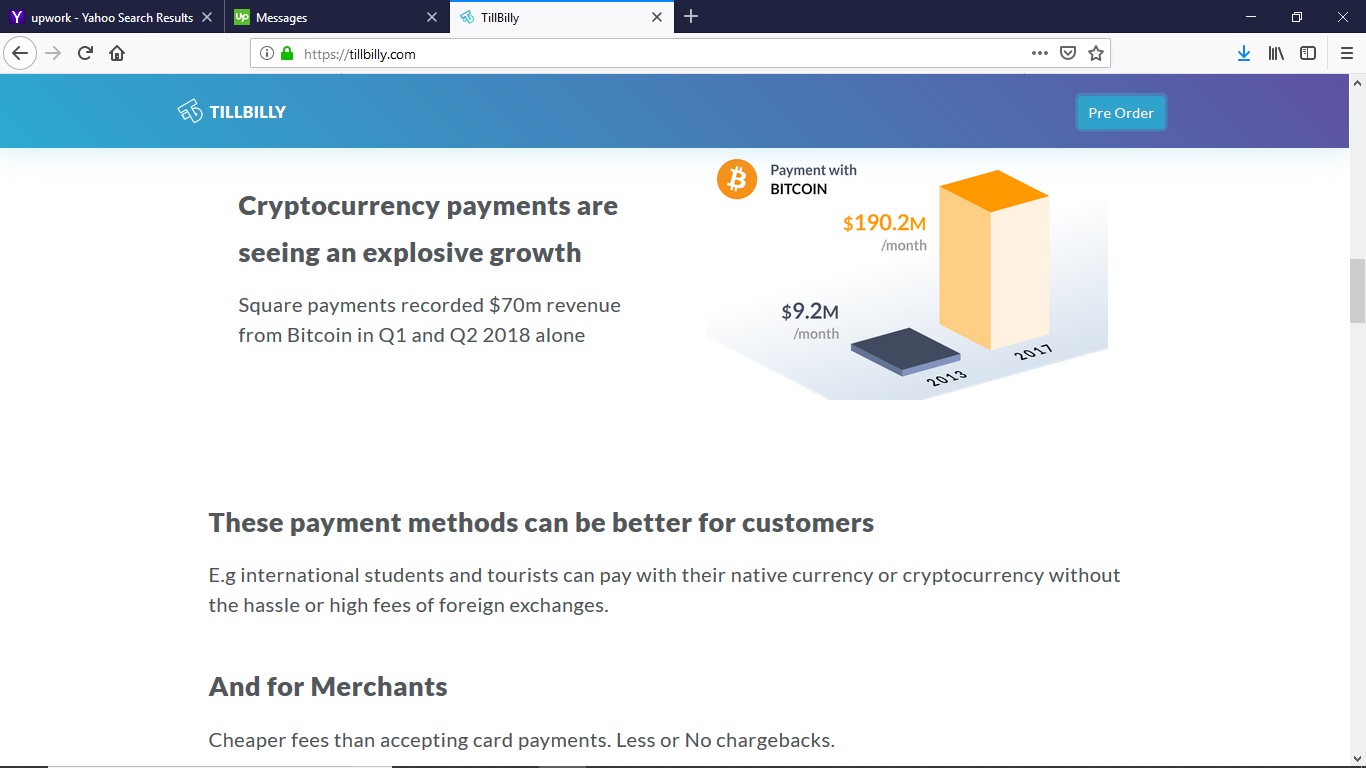 upwork - Yahoo Search Results
Messages
TillBilly
https://tillbilly.com
TILLBILLY
Pre Order
Cryptocurrency payments are
seeing an explosive growth
Square payments recorded $70m revenue
from Bitcoin in Q1 and Q2 2018 alone
Payment with
BITCOIN
$190.2M
/month
$9.2M
/month
2013
2017
These payment methods can be better for customers
E.g international students and tourists can pay with their native currency or cryptocurrency without
the hassle or high fees of foreign exchanges.
And for Merchants
Cheaper fees than accepting card payments. Less or No chargebacks.